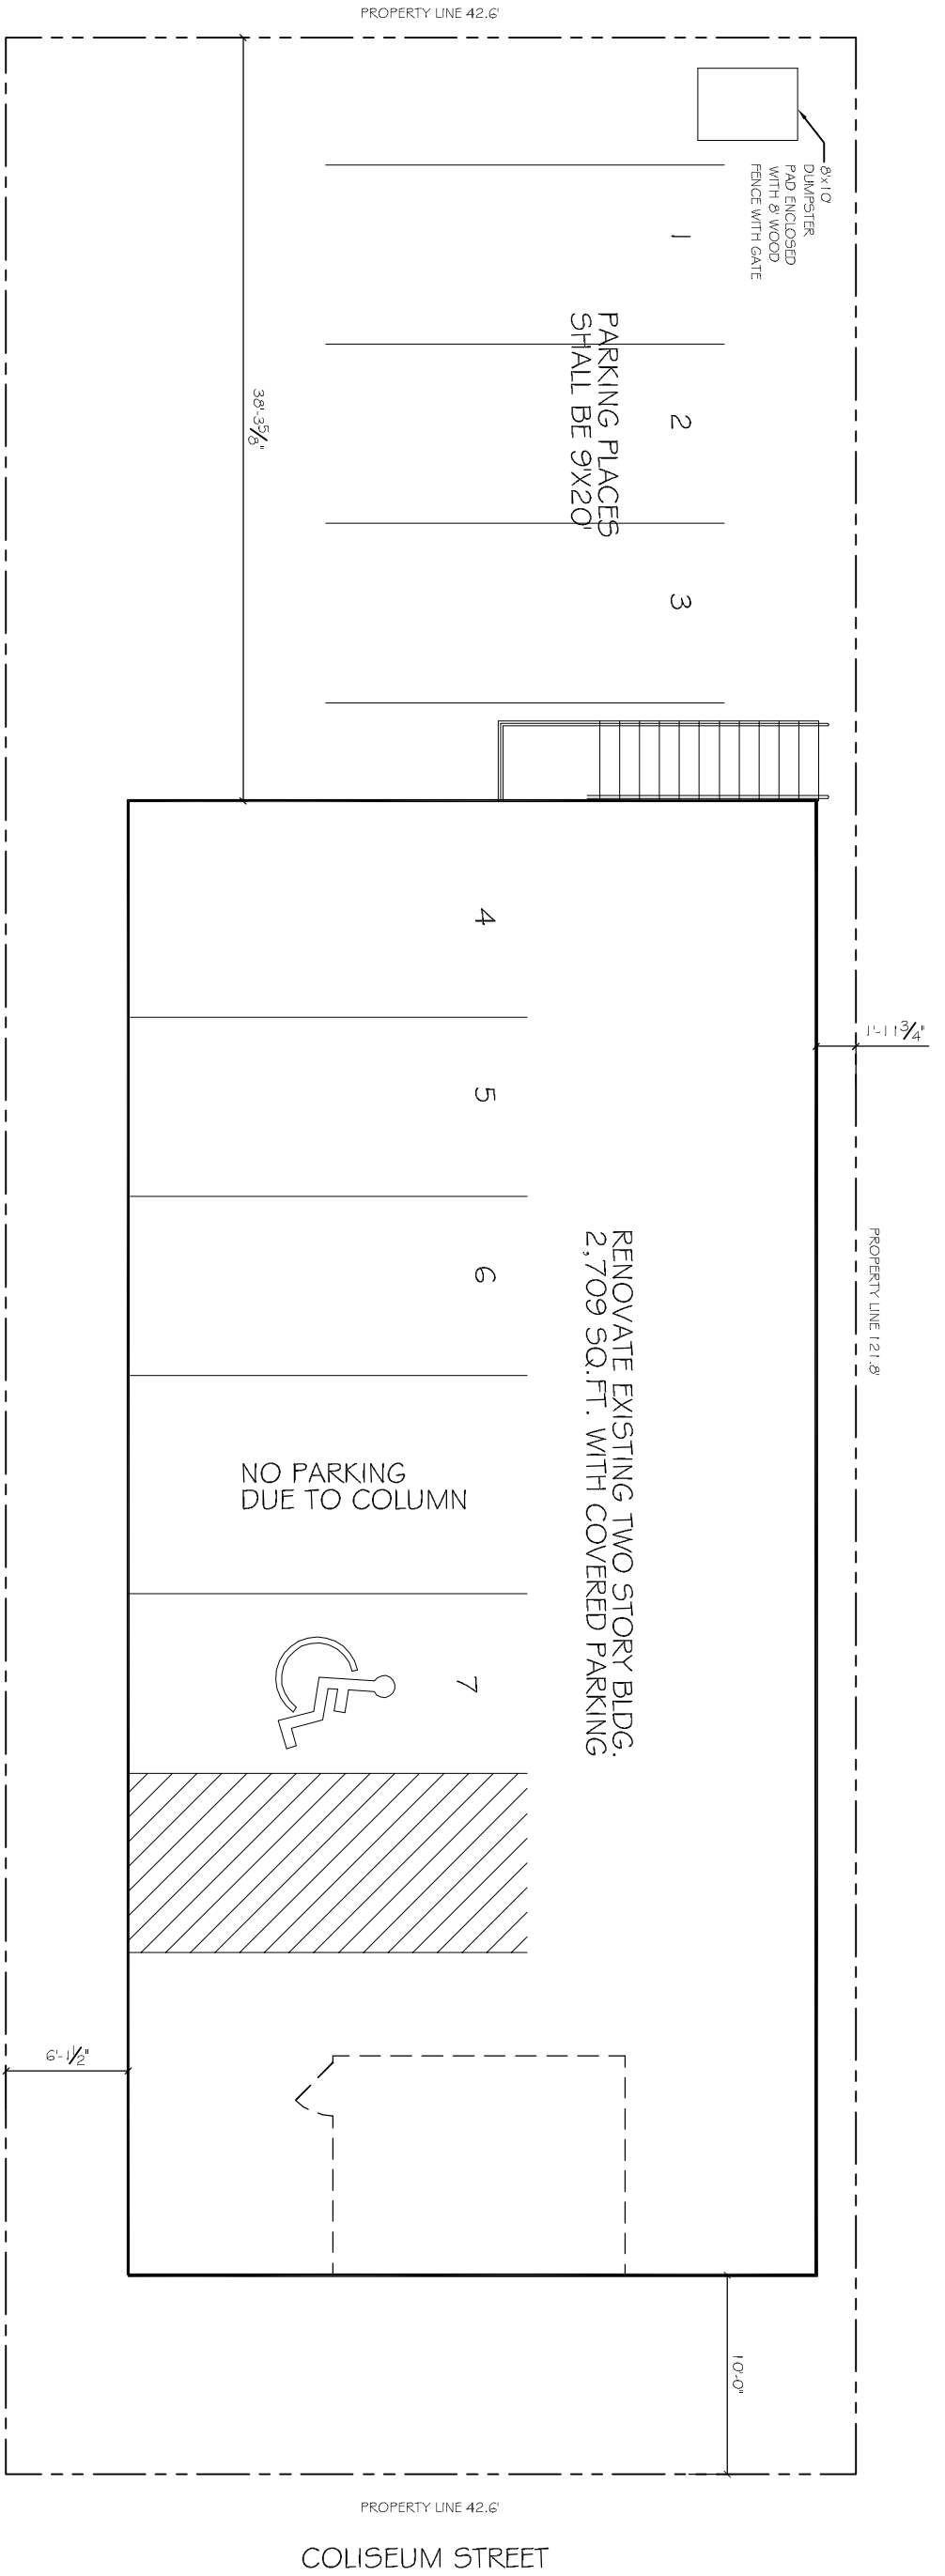 PROPERTY LINE 42.6'
8'x10'
DUMPSTER
PAD ENCLOSED
WITH 8' WOOD
FENCE WITH GATE
1
PARKING PLACES
SHALL BE 9'X20'
2
38'-3 5/8"
3
4
1'-11 3/4"
5
PROPERTY LINE 121.8'
6
RENOVATE EXISTING TWO STORY BLDG.
2,709 SQ.FT. WITH COVERED PARKING
NO PARKING
DUE TO COLUMN
7
6'-1/2"
10'-0"
PROPERTY LINE 42.6'
COLISEUM STREET